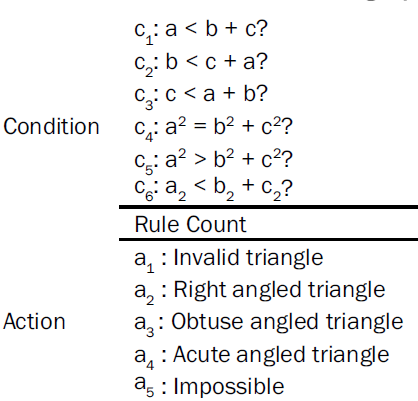 c₁: a < b + c?
c₂: b < c + a?
c₃: c < a + b?
Condition c₄: a² = b² + c²?
c₅: a² > b² + c²?
c₆: a₂ < b₂ + c₂?
Rule Count
a₁ : Invalid triangle
a₂ : Right angled triangle
Action a₃ : Obtuse angled triangle
a₄ : Acute angled triangle
a₅ : Impossible